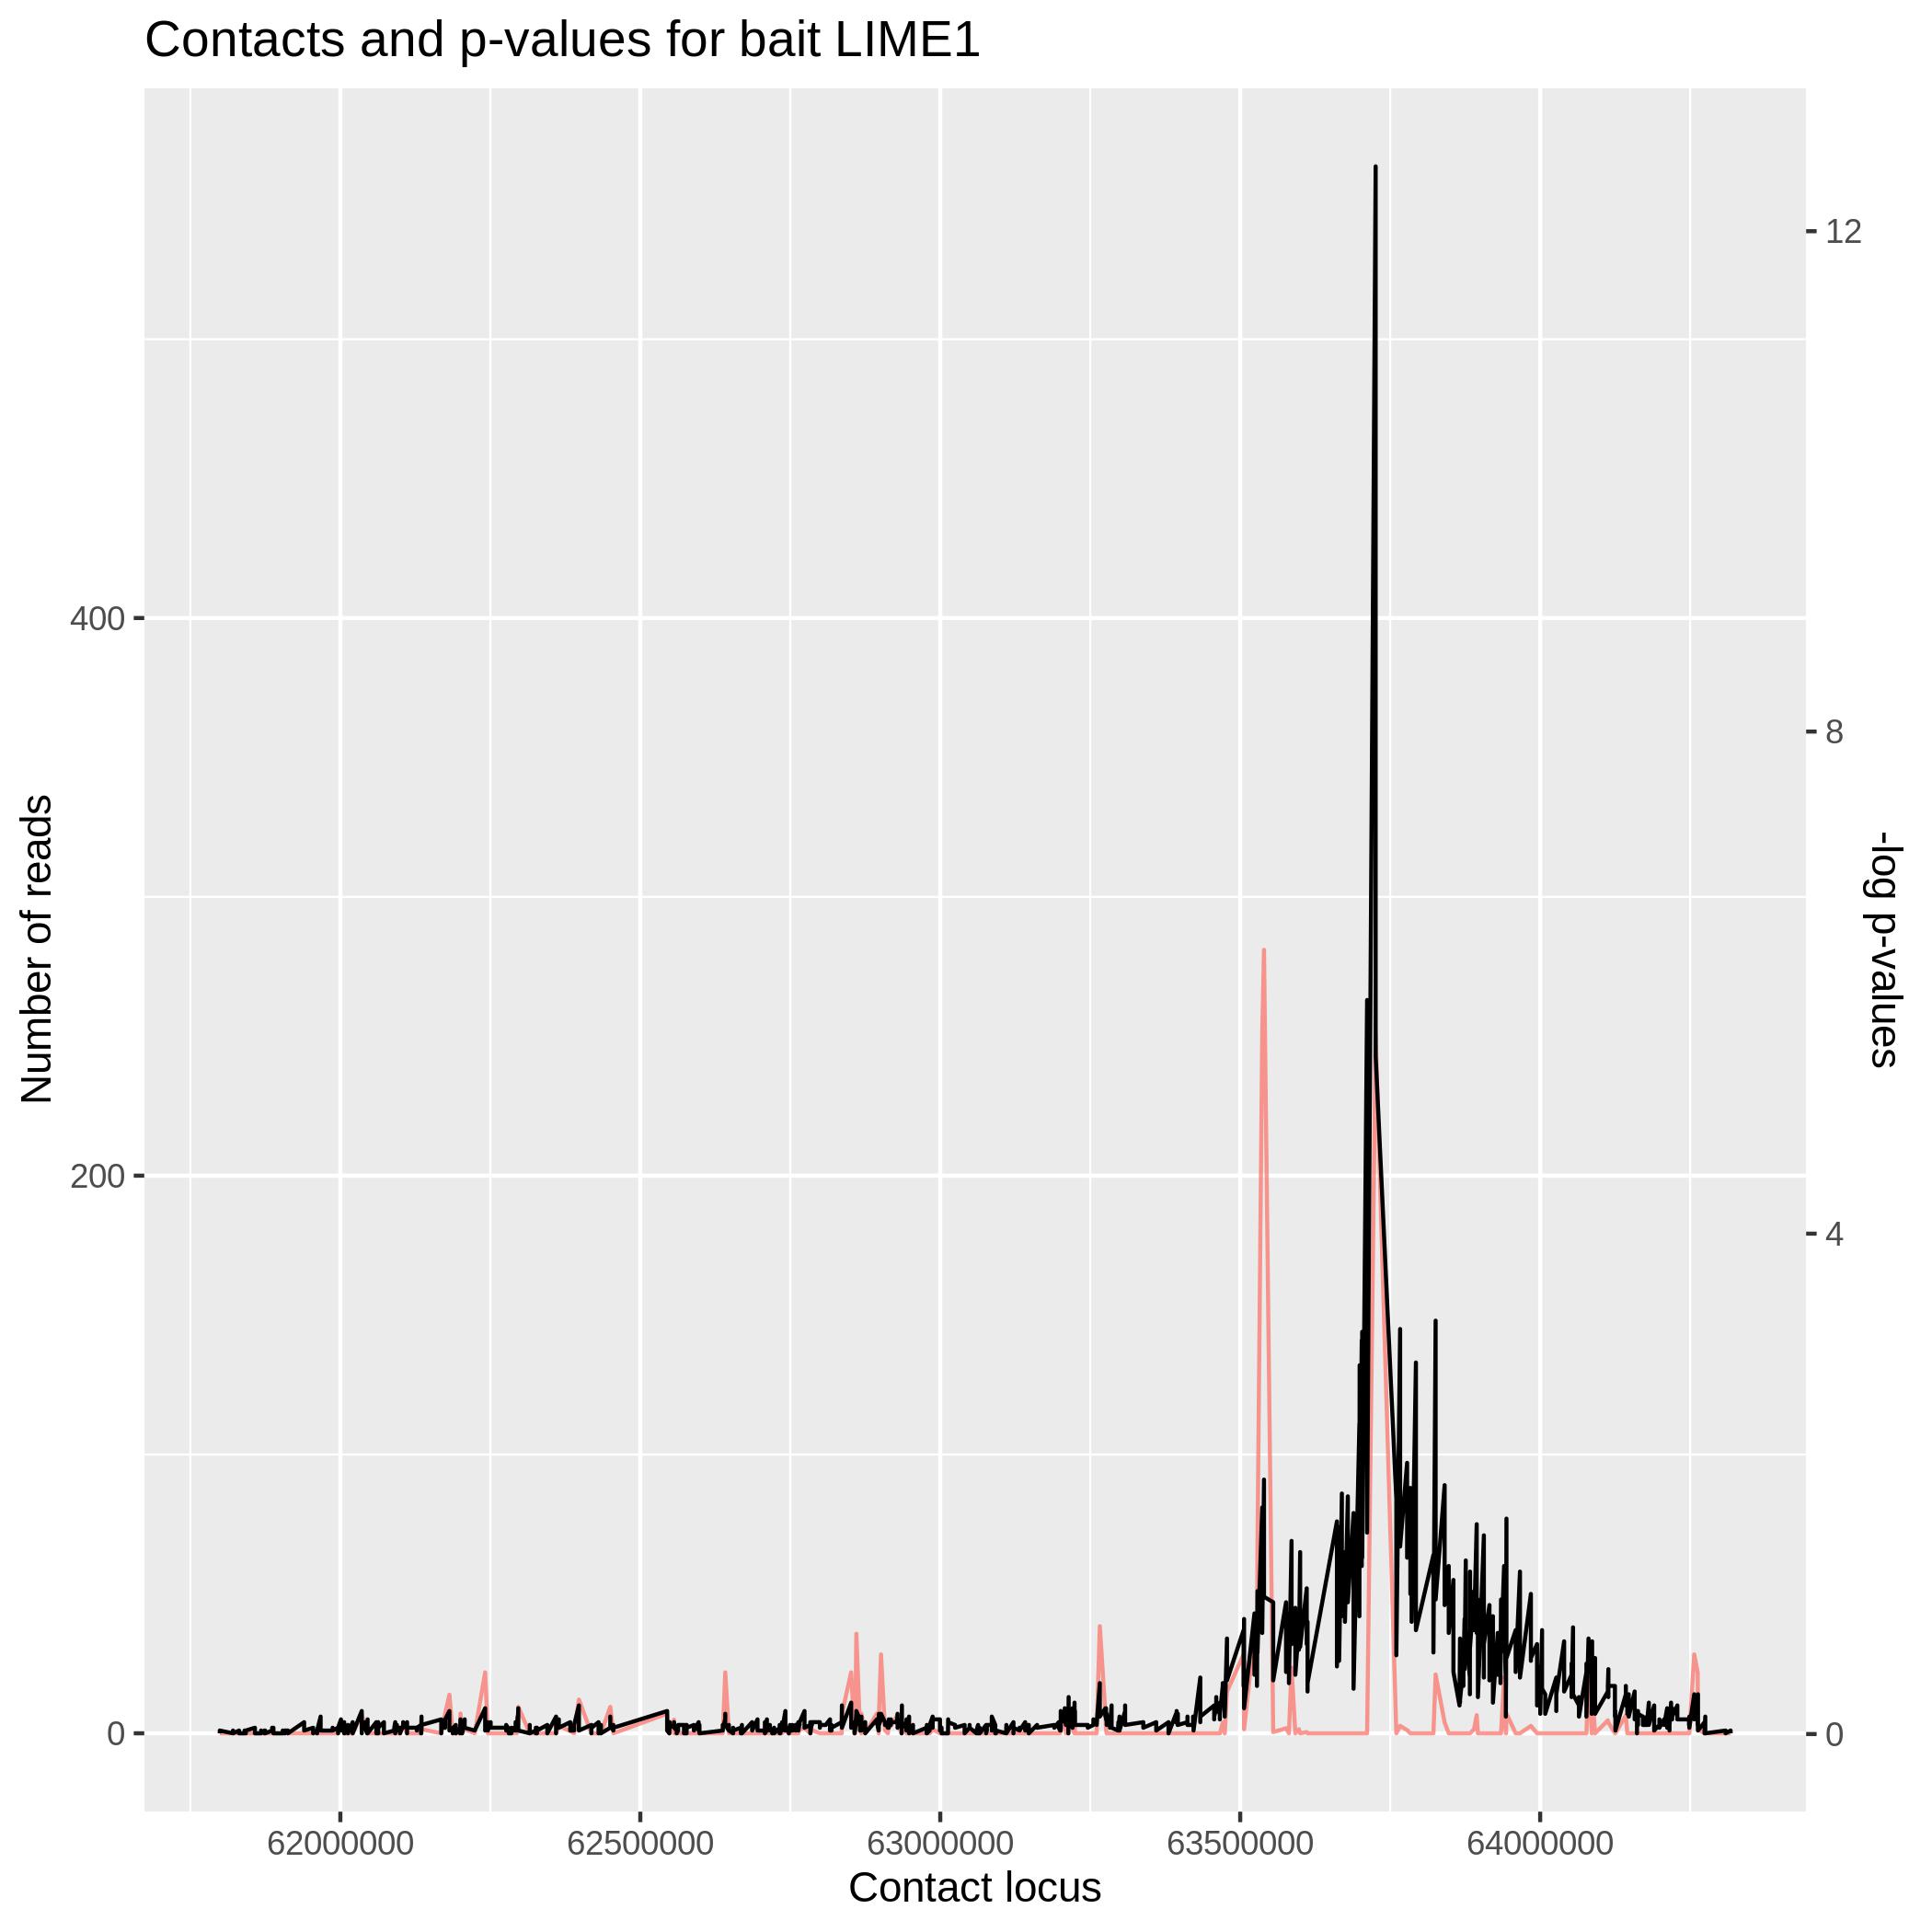 Contacts and p-values for bait LIME1
Number of reads
400
200
0
12
8
4
0
-log p-values
62000000 62500000 63000000 63500000 64000000
Contact locus